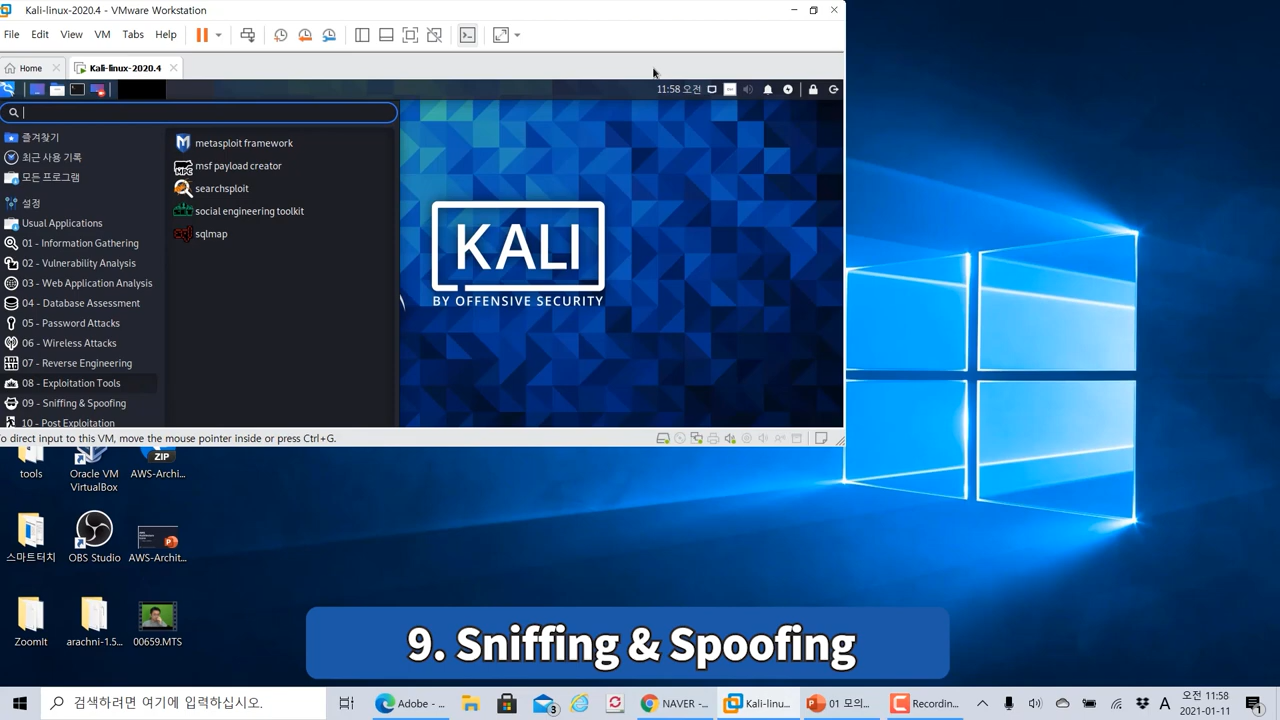 Kali-linux-2020.4 - VMware Workstation
File Edit View VM Tabs Help
Home
Kali-linux-2020.4
11:58 오전
즐겨찾기
최근 사용 기록
모든 프로그램
설정
Usual Applications
01 - Information Gathering
02 - Vulnerability Analysis
03 - Web Application Analysis
04 - Database Assessment
05 - Password Attacks
06 - Wireless Attacks
07 - Reverse Engineering
08 - Exploitation Tools
09 - Sniffing & Spoofing
10 - Post Exploitation
metasploit framework
msf payload creator
searchsploit
social engineering toolkit
sqlmap
KALI
BY OFFENSIVE SECURITY
To direct input to this VM, move the mouse pointer inside or press Ctrl+G.
tools
Oracle VM
VirtualBox
ZIP
AWS-Archi...
스마트터치
OBS Studio
AWS-Archit...
ZoomIt
arachni-1.5...
00659.MTS
9. Sniffing & Spoofing
검색하려면 여기에 입력하십시오.
Adobe - ...
3
NAVER -...
Kali-linu...
01 모의...
Recordin...
A
오전 11:58
2021-01-11
1